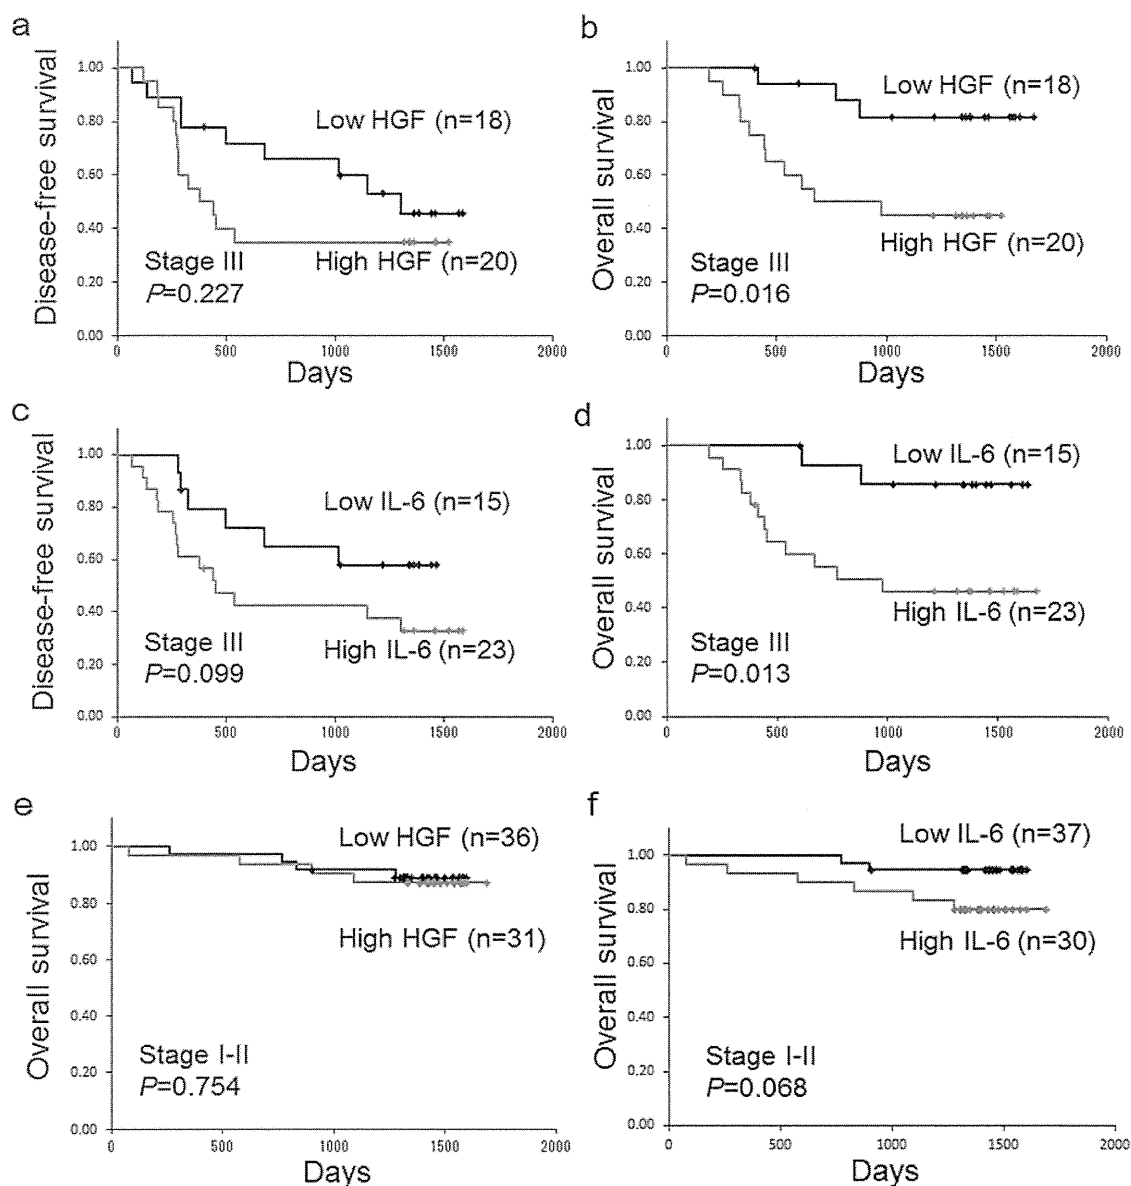 a
Disease-free survival
1.00
0.80
0.60
0.40
0.20
0.00
Low HGF (n=18)
High HGF (n=20)
Stage III
P=0.227
0 500 1000 1500 2000
Days
b
Overall survival
1.00
0.80
0.60
0.40
0.20
0.00
Low HGF (n=18)
High HGF (n=20)
Stage III
P=0.016
0 500 1000 1500 2000
Days
c
Disease-free survival
1.00
0.80
0.60
0.40
0.20
0.00
Low IL-6 (n=15)
High IL-6 (n=23)
Stage III
P=0.099
0 500 1000 1500 2000
Days
d
Overall survival
1.00
0.80
0.60
0.40
0.20
0.00
Low IL-6 (n=15)
High IL-6 (n=23)
Stage III
P=0.013
0 500 1000 1500 2000
Days
e
Overall survival
1.00
0.80
0.60
0.40
0.20
0.00
Low HGF (n=36)
High HGF (n=31)
Stage I-II
P=0.754
0 500 1000 1500 2000
Days
f
Overall survival
1.00
0.80
0.60
0.40
0.20
0.00
Low IL-6 (n=37)
High IL-6 (n=30)
Stage I-II
P=0.068
0 500 1000 1500 2000
Days